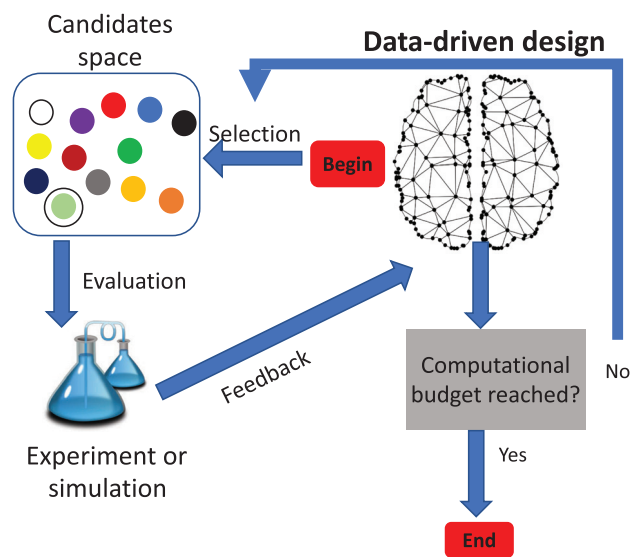 Candidates
space
Data-driven design
Selection
Begin
Evaluation
Feedback
Experiment or
simulation
Computational
budget reached?
No
Yes
End